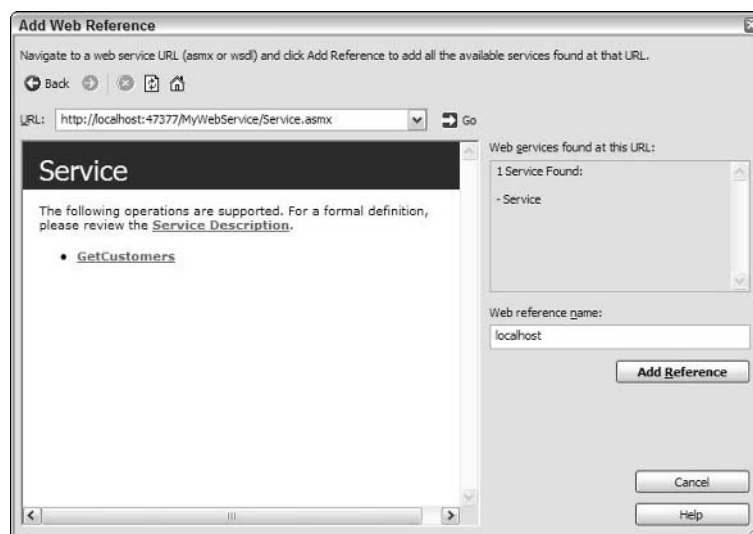 Add Web Reference
Navigate to a web service URL (asmx or wsdl) and click Add Reference to add all the available services found at that URL.
Back
URL: http://localhost:47377/MyWebService/Service.asmx Go
Service
The following operations are supported. For a formal definition,
please review the Service Description.
• GetCustomers
Web services found at this URL:
1 Service Found:
- Service
Web reference name:
localhost
Add Reference
Cancel
Help